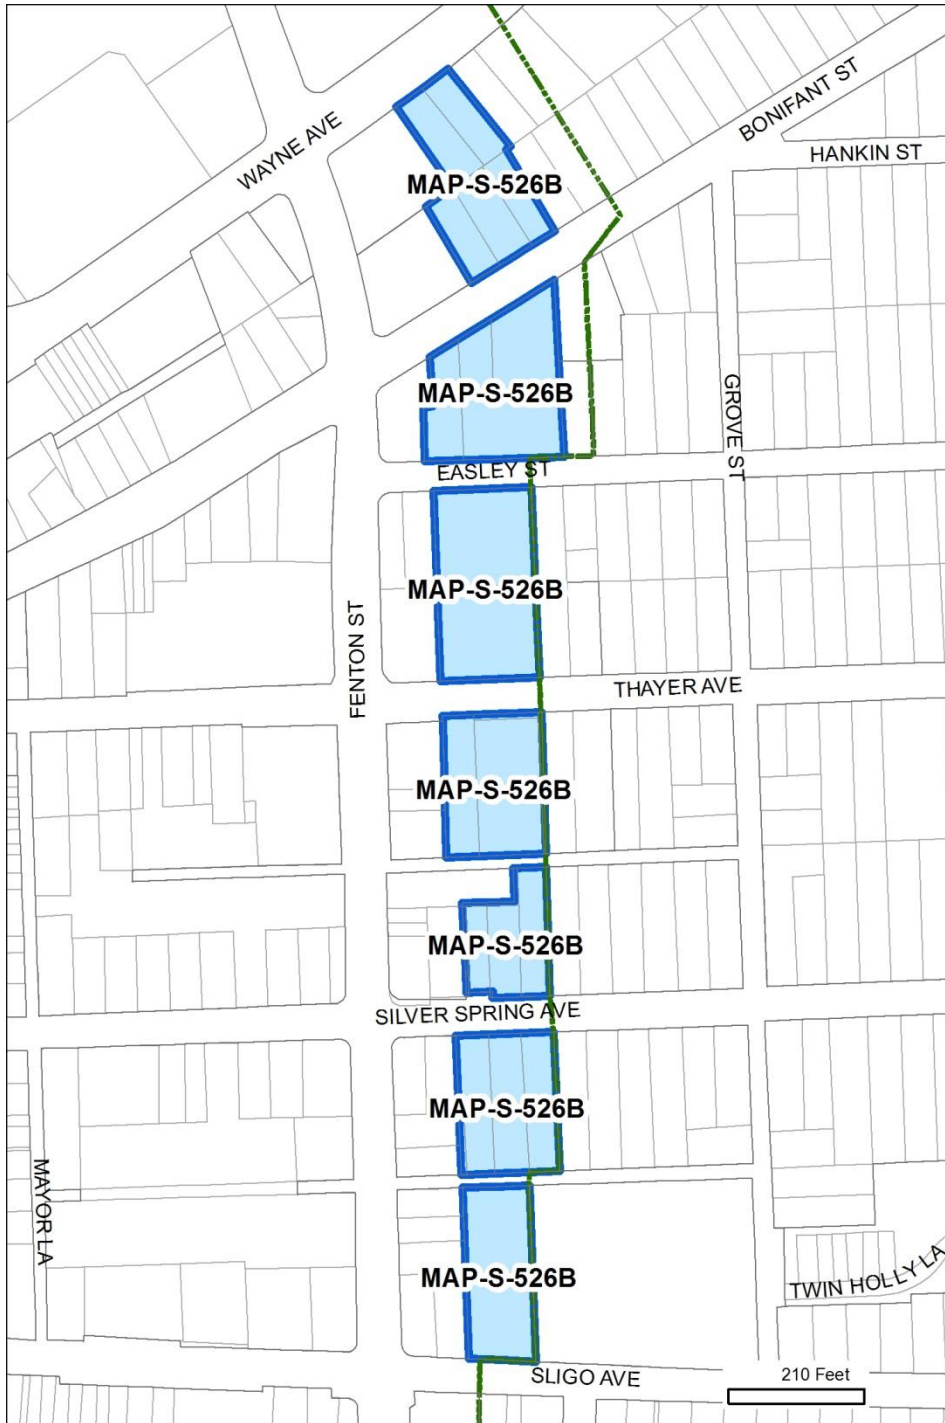 WAYNE AVE
BONIFANT ST
HANKIN ST
MAP-S-526B
MAP-S-526B
GROVE ST
EASLEY ST
MAP-S-526B
FENTON ST
THAYER AVE
MAP-S-526B
MAP-S-526B
SILVER SPRING AVE
MAP-S-526B
MAYOR LA
MAP-S-526B
TWIN HOLLY LA
SLIGO AVE
210 Feet